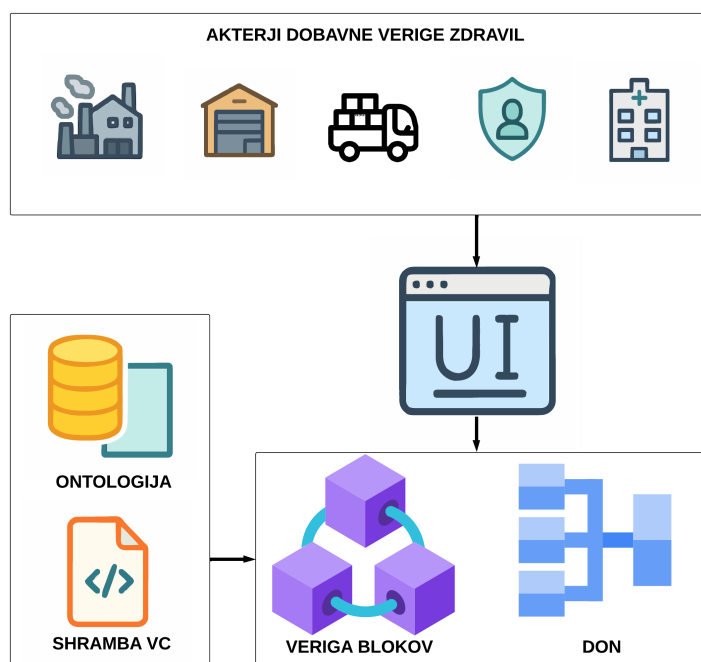 AKTERJI DOBAVNE VERIGE ZDRAVIL
UI
ONTOLOGIJA
</>
SHRAMBA VC
VERIGA BLOKOV
DON